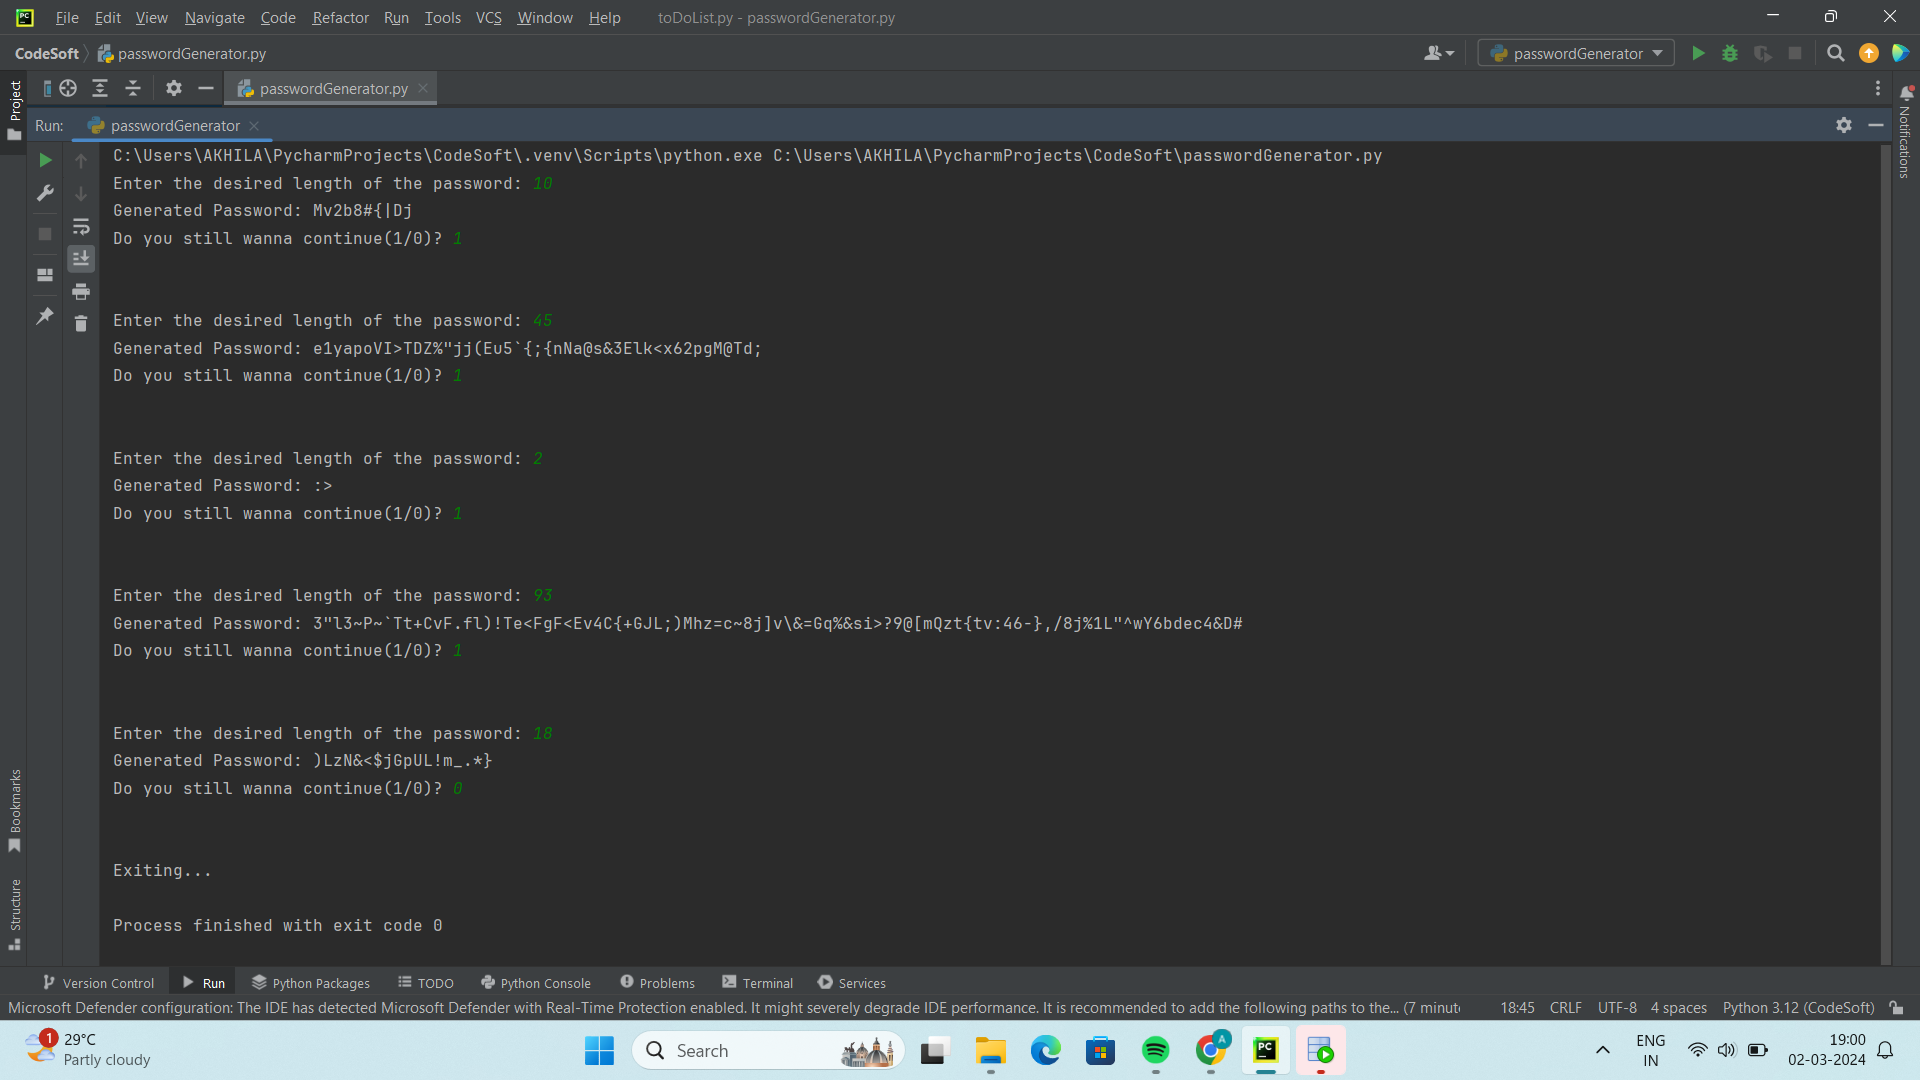 PC File Edit View Navigate Code Refactor Run Tools VCS Window Help toDoList.py - passwordGenerator.py
CodeSoft passwordGenerator.py passwordGenerator
Project passwordGenerator.py
Notifications
Run: passwordGenerator
C:\Users\AKHILA\PycharmProjects\CodeSoft\.venv\Scripts\python.exe C:\Users\AKHILA\PycharmProjects\CodeSoft\passwordGenerator.py
Enter the desired length of the password: 10
Generated Password: Mv2b8#{|Dj
Do you still wanna continue(1/0)? 1
Enter the desired length of the password: 45
Generated Password: e1yapoVI>TDZ%"jj(Eu5`{;{nNa@s&3Elk<x62pgM@Td;
Do you still wanna continue(1/0)? 1
Enter the desired length of the password: 2
Generated Password: :>
Do you still wanna continue(1/0)? 1
Enter the desired length of the password: 93
Generated Password: 3"l3~P~`Tt+CvF.fl)!Te<FgF<Ev4C{+GJL;)Mhz=c~8j]v\&=Gq%&si>?9@[mQzt{tv:46-},/8j%1L"^wY6bdec4&D#
Do you still wanna continue(1/0)? 1
Enter the desired length of the password: 18
Generated Password: )LzN&<$jGpUL!m_.*}
Do you still wanna continue(1/0)? 0
Exiting...
Process finished with exit code 0
Bookmarks
Structure
Version Control Run Python Packages TODO Python Console Problems Terminal Services
Microsoft Defender configuration: The IDE has detected Microsoft Defender with Real-Time Protection enabled. It might severely degrade IDE performance. It is recommended to add the following paths to the... (7 minut 18:45 CRLF UTF-8 4 spaces Python 3.12 (CodeSoft)
1 29°C
Partly cloudy
Search
A
PC
ENG
IN
19:00
02-03-2024